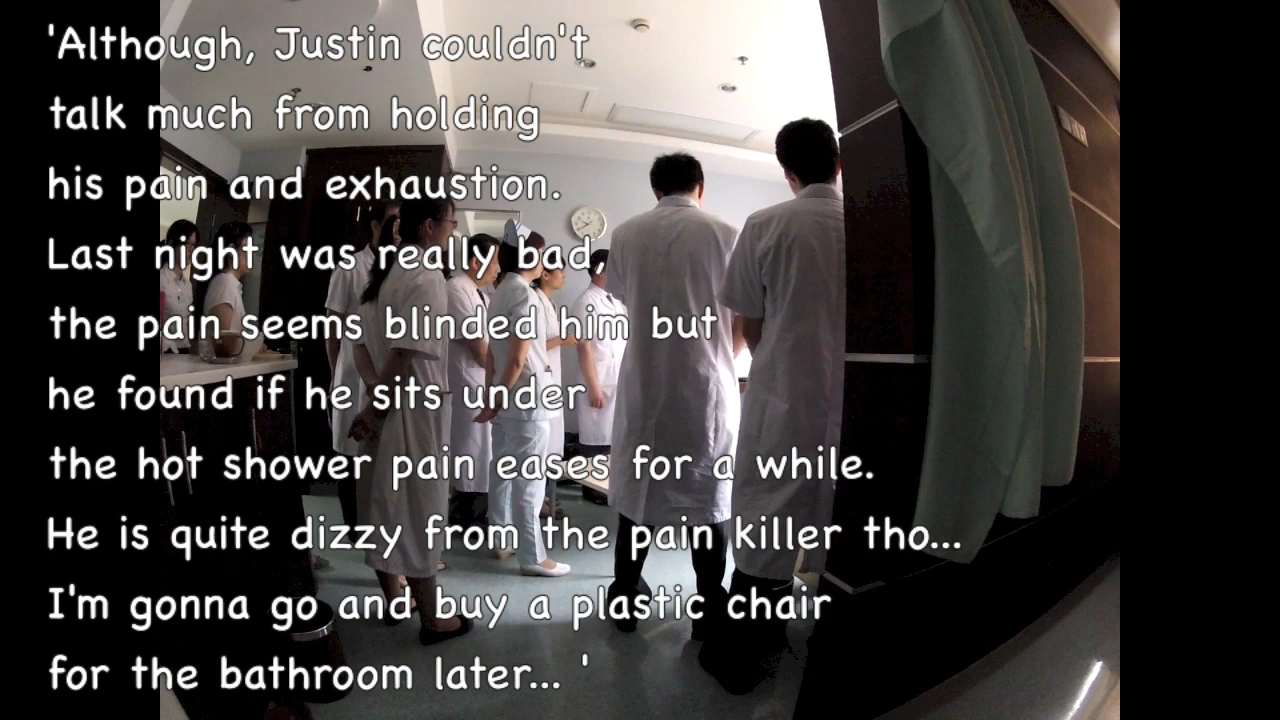 'Although, Justin couldn't
talk much from holding
his pain and exhaustion.
Last night was really bad,
the pain seems blinded him but
he found if he sits under
the hot shower pain eases for a while.
He is quite dizzy from the pain killer tho...
I'm gonna go and buy a plastic chair
for the bathroom later... '